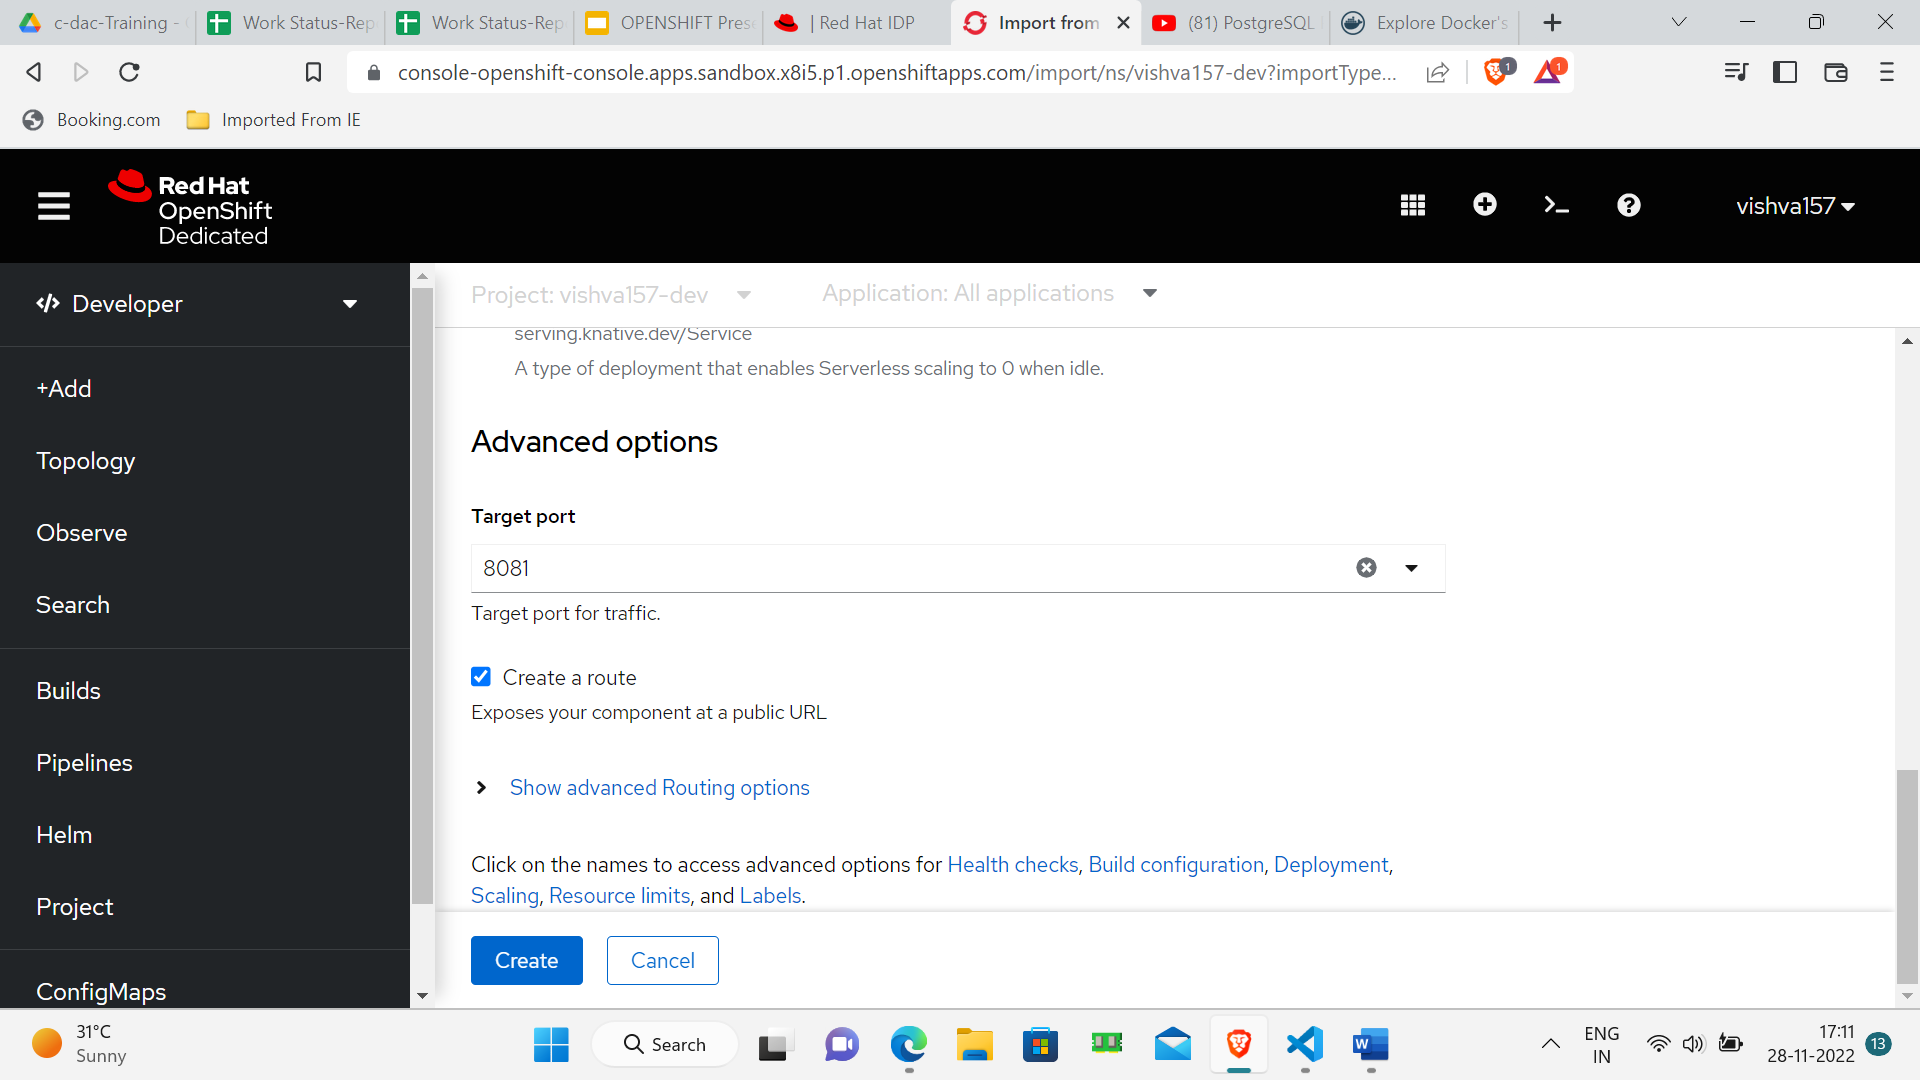 c-dac-Training -
Work Status-Rep
Work Status-Rep
OPENSHIFT Prese
| Red Hat IDP
Import from
(81) PostgreSQL
Explore Docker's
console-openshift-console.apps.sandbox.x8i5.p1.openshiftapps.com/import/ns/vishva157-dev?importType...
1
1
Booking.com
Imported From IE
Red Hat
OpenShift
Dedicated
vishva157
Developer
+Add
Topology
Observe
Search
Builds
Pipelines
Helm
Project
ConfigMaps
Project: vishva157-dev
Application: All applications
serving.knative.dev/Service
A type of deployment that enables Serverless scaling to 0 when idle.
Advanced options
Target port
8081
Target port for traffic.
Create a route
Exposes your component at a public URL
Show advanced Routing options
Click on the names to access advanced options for Health checks, Build configuration, Deployment,
Scaling, Resource limits, and Labels.
Create
Cancel
31°C
Sunny
Search
ENG
IN
17:11
28-11-2022
13